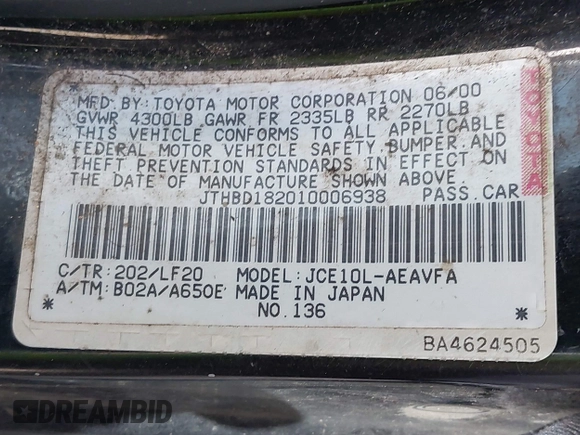 MFD.BY:TOYOTA MOTOR CORPORATION 06/00
GVWR 4300LB GAWR FR 2335LB RR 2270LB
THIS VEHICLE CONFORMS TO ALL APPLICABLE
FEDERAL MOTOR VEHICLE SAFETY,BUMPER,AND
THEFT PREVENTION STANDARDS IN EFFECT ON
THE DATE OF MANUFACTURE SHOWN ABOVE.
JTHBD182010006938 PASS.CAR
C/TR:202/LF20 MODEL:JCE10L-AEAVFA
A/TM:B02A/A650E MADE IN JAPAN
* NO.136 *
BA4624505
TOYOTA
DREAMBID